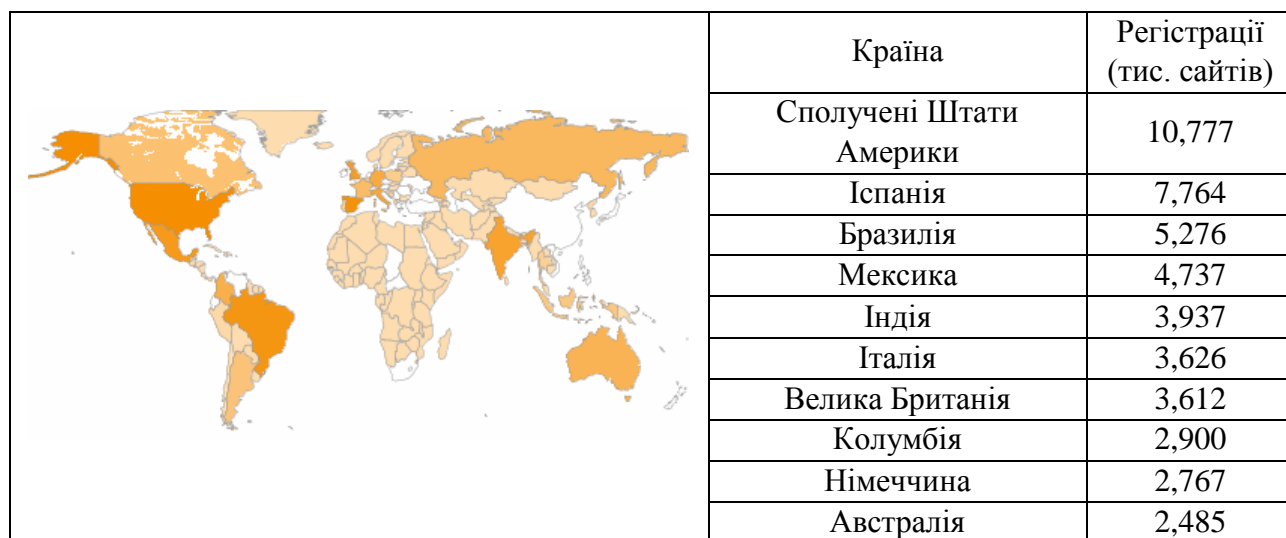 Країна
Регістрації
(тис. сайтів)
Сполучені Штати
Америки
10,777
Іспанія
7,764
Бразилія
5,276
Мексика
4,737
Індія
3,937
Італія
3,626
Велика Британія
3,612
Колумбія
2,900
Німеччина
2,767
Австралія
2,485